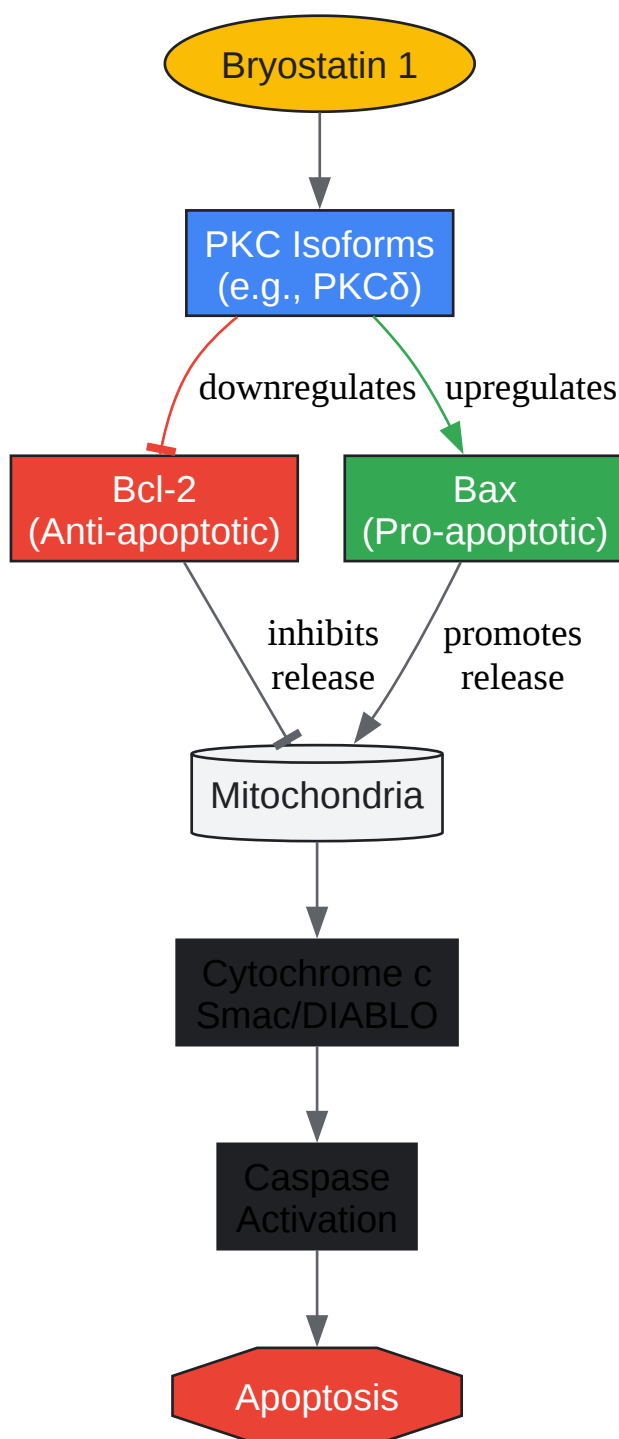 Bryostatin 1
PKC Isoforms
(e.g., PKCδ)
downregulates
upregulates
Bcl-2
(Anti-apoptotic)
Bax
(Pro-apoptotic)
inhibits
release
promotes
release
Mitochondria
Cytochrome c
Smac/DIABLO
Caspase
Activation
Apoptosis